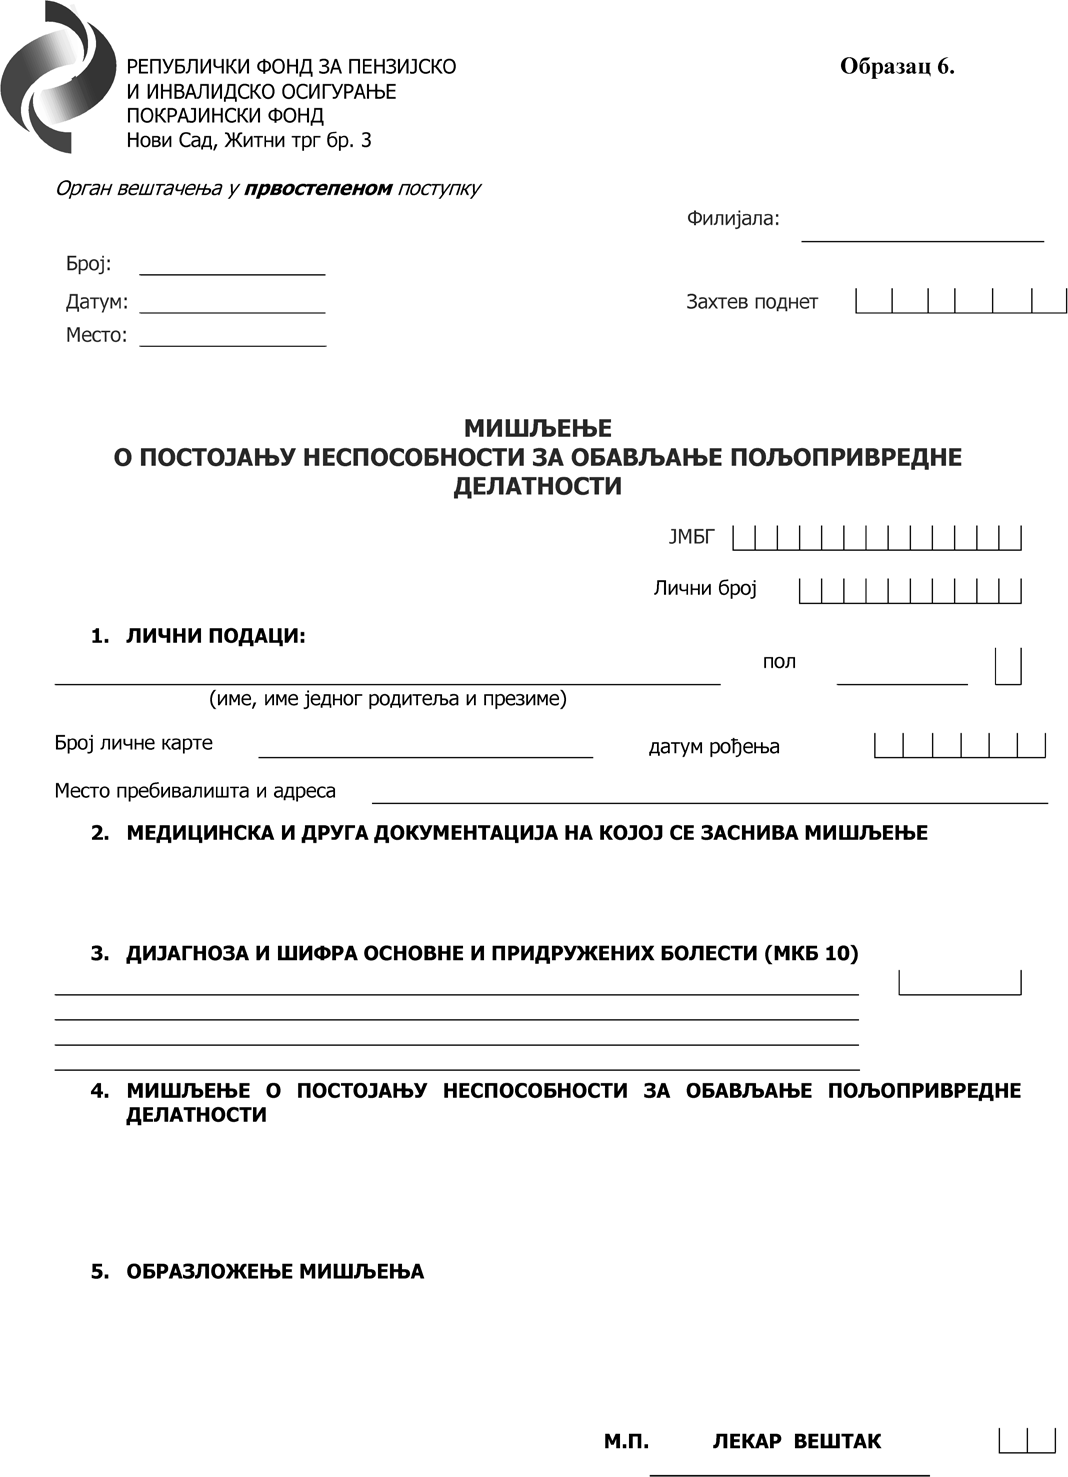 РЕПУБЛИЧКИ ФОНД ЗА ПЕНЗИЈСКО
И ИНВАЛИДСКО ОСИГУРАЊЕ
ПОКРАЈИНСКИ ФОНД
Нови Сад, Житни трг бр. 3
Образац 6.
Орган вештачења у првостепеном поступку
Филијала:
Број:
Датум:
Захтев поднет
Место:
МИШЉЕЊЕ
О ПОСТОЈАЊУ НЕСПОСОБНОСТИ ЗА ОБАВЉАЊЕ ПОЉОПРИВРЕДНЕ
ДЕЛАТНОСТИ
ЈМБГ
Лични број
1. ЛИЧНИ ПОДАЦИ:
пол
(име, име једног родитеља и презиме)
Број личне карте
датум рођења
Место пребивалишта и адреса
2. МЕДИЦИНСКА И ДРУГА ДОКУМЕНТАЦИЈА НА КОЈОЈ СЕ ЗАСНИВА МИШЉЕЊЕ
3. ДИЈАГНОЗА И ШИФРА ОСНОВНЕ И ПРИДРУЖЕНИХ БОЛЕСТИ (МКБ 10)
4. МИШЉЕЊЕ О ПОСТОЈАЊУ НЕСПОСОБНОСТИ ЗА ОБАВЉАЊЕ ПОЉОПРИВРЕДНЕ
ДЕЛАТНОСТИ
5. ОБРАЗЛОЖЕЊЕ МИШЉЕЊА
М.П. ЛЕКАР ВЕШТАК